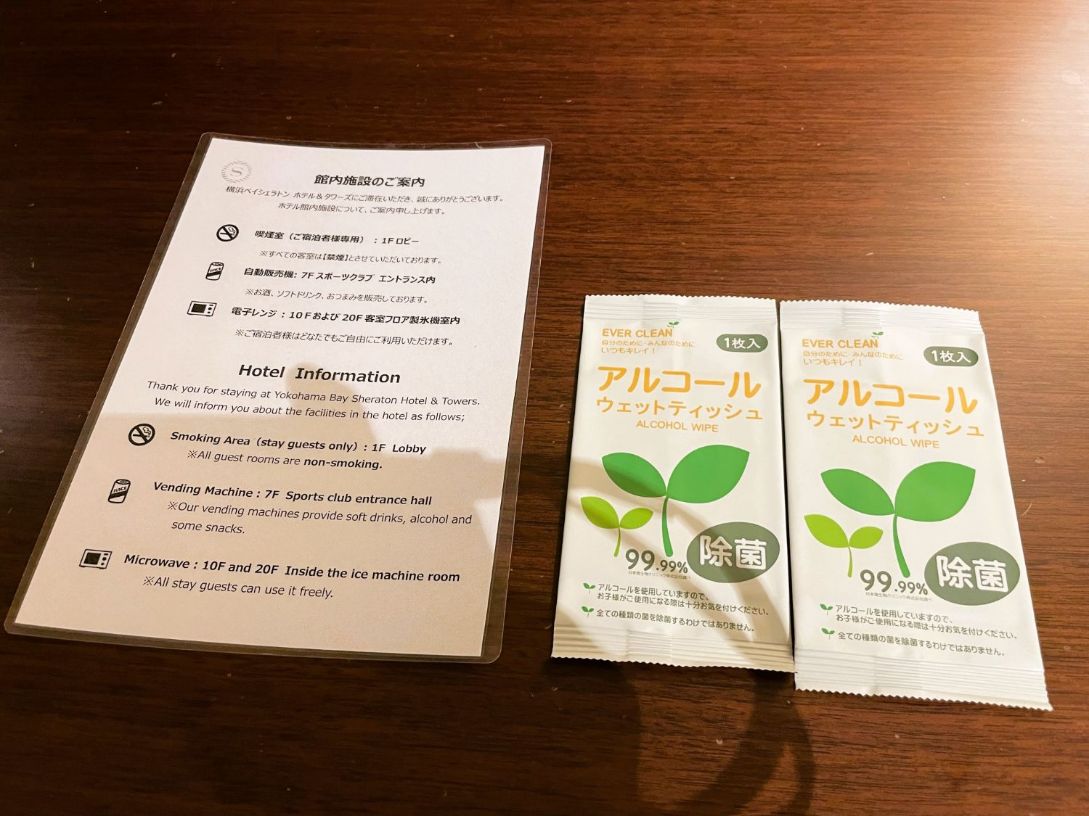 S
館内施設のご案内
横浜ベイシェラトン ホテル＆タワーズにご滞在いただき、誠にありがとうございます。
ホテル館内施設について、ご案内申し上げます。
喫煙室（ご宿泊者様専用）：1Fロビー
※すべての客室は【禁煙】とさせていただいております。
自動販売機：7F スポーツクラブ エントランス内
※お酒、ソフトドリンク、おつまみを販売しております。
電子レンジ：10Fおよび20F 客室フロア製氷機室内
※ご宿泊者様はどなたでもご自由にご利用いただけます。
Hotel Information
Thank you for staying at Yokohama Bay Sheraton Hotel & Towers.
We will inform you about the facilities in the hotel as follows;
Smoking Area（stay guests only）: 1F Lobby
※All guest rooms are non-smoking.
JUICE
Vending Machine : 7F Sports club entrance hall
※Our vending machines provide soft drinks, alcohol and
some snacks.
Microwave : 10F and 20F Inside the ice machine room
※All stay guests can use it freely.
EVER CLEAN
自分のために みんなのために
いつもキレイ！
1枚入
アルコール
ウェットティッシュ
ALCOHOL WIPE
99.99%
除菌
アルコールを使用していますので、
お子様がご使用になる際は十分お気を付けください。
全ての種類の菌を除菌するわけではありません。
EVER CLEAN
自分のために みんなのために
いつもキレイ！
1枚入
アルコール
ウェットティッシュ
ALCOHOL WIPE
99.99%
除菌
アルコールを使用していますので、
お子様がご使用になる際は十分お気を付けください。
全ての種類の菌を除菌するわけではありません。